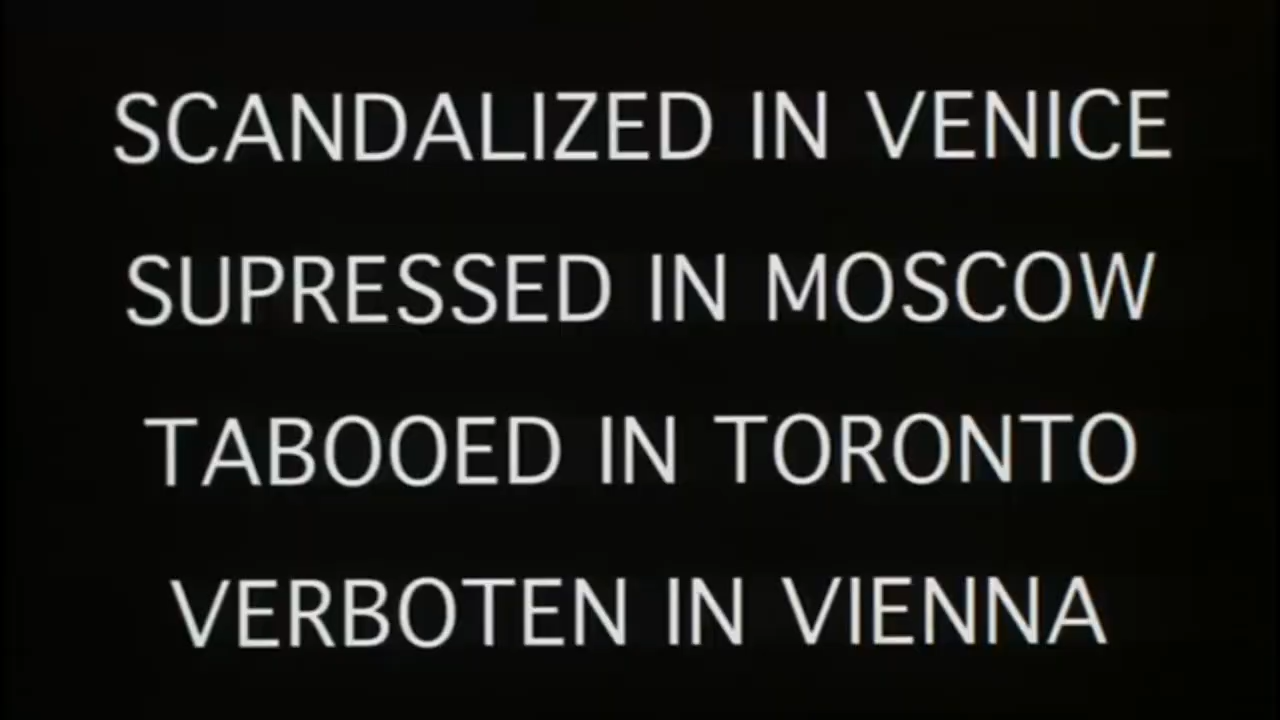 SCANDALIZED IN VENICE
SUPRESSED IN MOSCOW
TABOOED IN TORONTO
VERBOTEN IN VIENNA